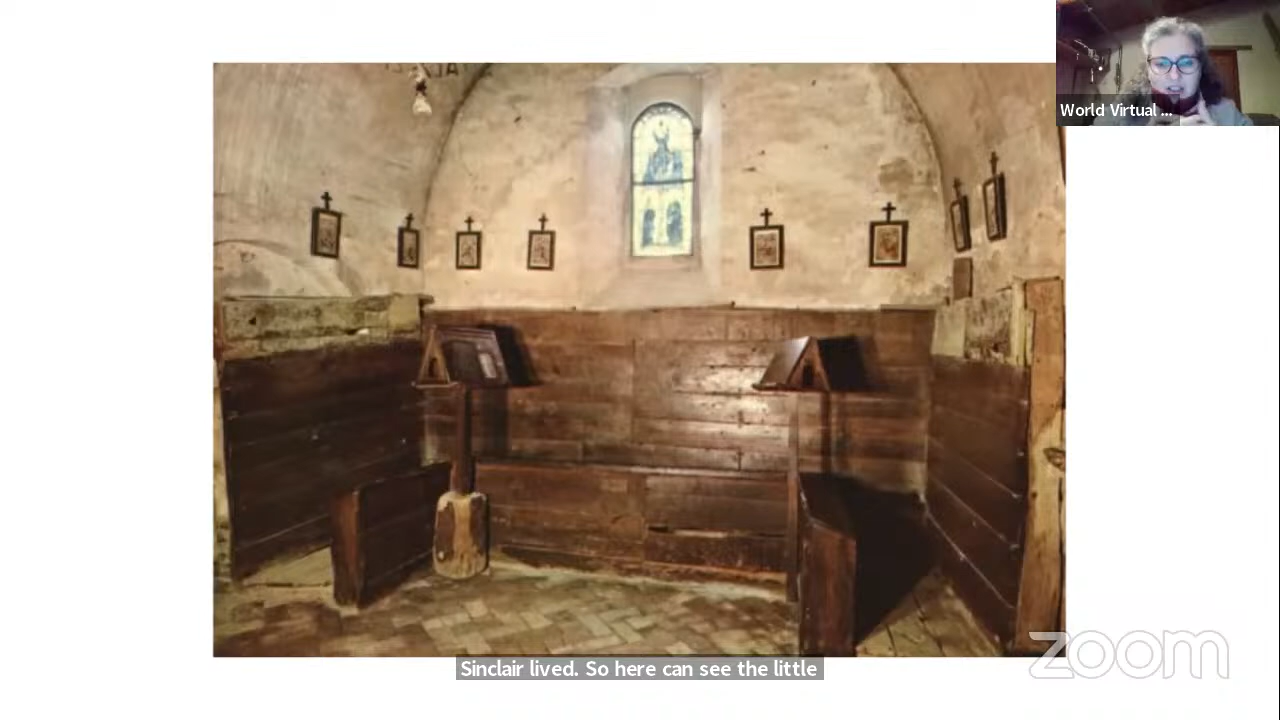 World Virtual ...
Sinclair lived. So here can see the little
zoom